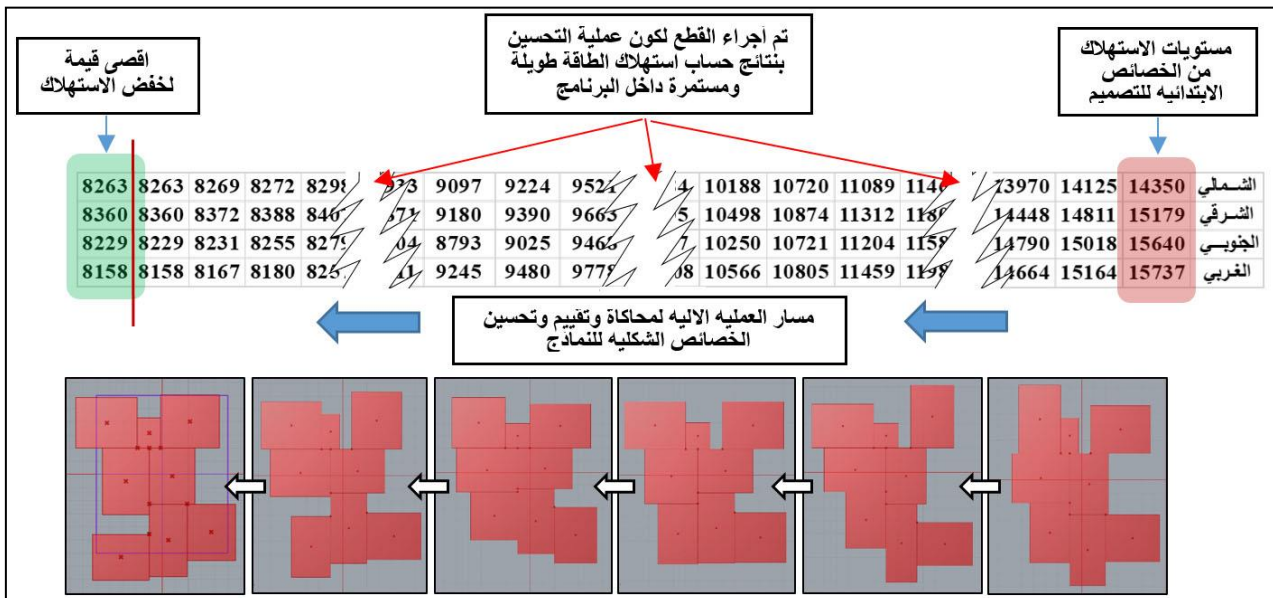 مستويات الاستهلاك
من الخصائص
الابتدائيه للتصميم
تم أجراء القطع لكون عملية التحسين
بنتائج حساب استهلاك الطاقة طويلة
ومستمرة داخل البرنامج
اقصى قيمة
لخفض الاستهلاك
الشمالي 14350 14125 13970 10188 10720 11089 9097 9224 8263 8263 8269 8272
الشرقي 15179 14811 14448 10498 10874 11312 9180 9390 9663 8360 8360 8372 8388
الجنوبي 15640 15018 14790 10250 10721 11204 8793 9025 8229 8229 8231 8255
الغربي 15737 15164 14664 10566 10805 11459 9245 9480 8158 8158 8167 8180
مسار العمليه الاليه لمحاكاة وتقييم وتحسين
الخصائص الشكليه للنماذج